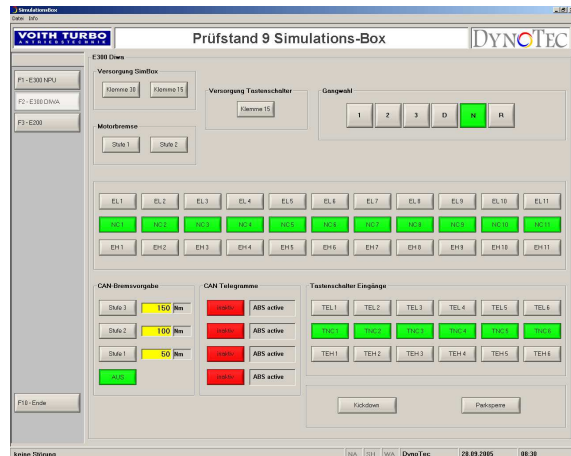 SimulationsBox
Datei Info
VOITH TURBO
ANTRIEBSTECHNIK
Prüfstand 9 Simulations-Box
DYNOTEC
F1 - E300 NPU
F2 - E300 DIWA
F3 - E200
F10 - Ende
E300 Diwa
Versorgung SimBox
Klemme 30 Klemme 15
Versorgung Tastenschalter
Klemme 15
Gangwahl
1 2 3 D N R
Motorbremse
Stufe 1 Stufe 2
EL 1 EL 2 EL 3 EL 4 EL 5 EL 6 EL 7 EL 8 EL 9 EL 10 EL 11
NC 1 NC 2 NC 3 NC 4 NC 5 NC 6 NC 7 NC 8 NC 9 NC 10 NC 11
EH 1 EH 2 EH 3 EH 4 EH 5 EH 6 EH 7 EH 8 EH 9 EH 10 EH 11
CAN-Bremsvorgabe
Stufe 3 150 Nm
Stufe 2 100 Nm
Stufe 1 50 Nm
AUS
CAN Telegramme
inaktiv ABS active
inaktiv ABS active
inaktiv ABS active
inaktiv ABS active
Tastenschalter Eingänge
TEL 1 TEL 2 TEL 3 TEL 4 TEL 5 TEL 6
TNC 1 TNC 2 TNC 3 TNC 4 TNC 5 TNC 6
TEH 1 TEH 2 TEH 3 TEH 4 TEH 5 TEH 6
Kickdown Parksperre
keine Störung NA SH WA DynoTec 28.09.2005 08:30